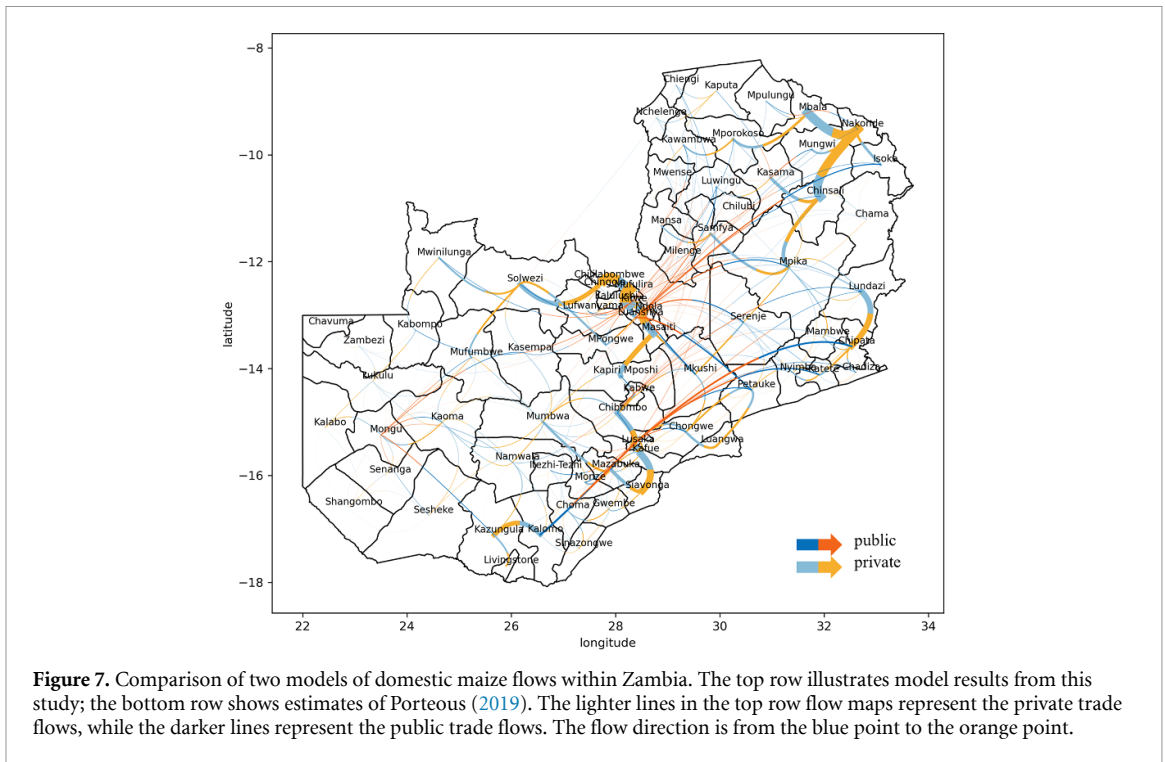 −8
−10
−12
−14
−16
−18
latitude
22
24
26
28
30
32
34
longitude
Chiengi
Kaputa
Mpulungu
Mbala
Nchelenge
Nakonde
Kawambwa
Mporokoso
Mungwi
Isoka
Mwense
Luwingu
Kasama
Chinsali
Chilubi
Chama
Mansa
Samfya
Milenge
Mwinilunga
Mpika
Solwezi
Chililabombwe
Chingola
Mufulira
Kalulushi
Kitwe
Lundazi
Lufwanyama
Ndola
Luanshya
Masaiti
Serenje
Chavuma
Kabompo
Zambezi
Mambwe
Chipata
MPongwe
Mufumbwe
Kasempa
Kapiri Mposhi
Mkushi
Nyimba
Katete
Chadiza
Lukulu
Petauke
Kabwe
Kalabo
Kaoma
Mumbwa
Chibombo
Mongu
Chongwe
Lusaka
Luangwa
Kafue
Namwala
Itezhi-Tezhi
Mazabuka
Senanga
Monze
Siavonga
Shangombo
Sesheke
Choma
Gwembe
Kazungula
Kalomo
Sinazongwe
Livingstone
public
private
Figure 7. Comparison of two models of domestic maize flows within Zambia. The top row illustrates model results from this
study; the bottom row shows estimates of Porteous (2019). The lighter lines in the top row flow maps represent the private trade
flows, while the darker lines represent the public trade flows. The flow direction is from the blue point to the orange point.